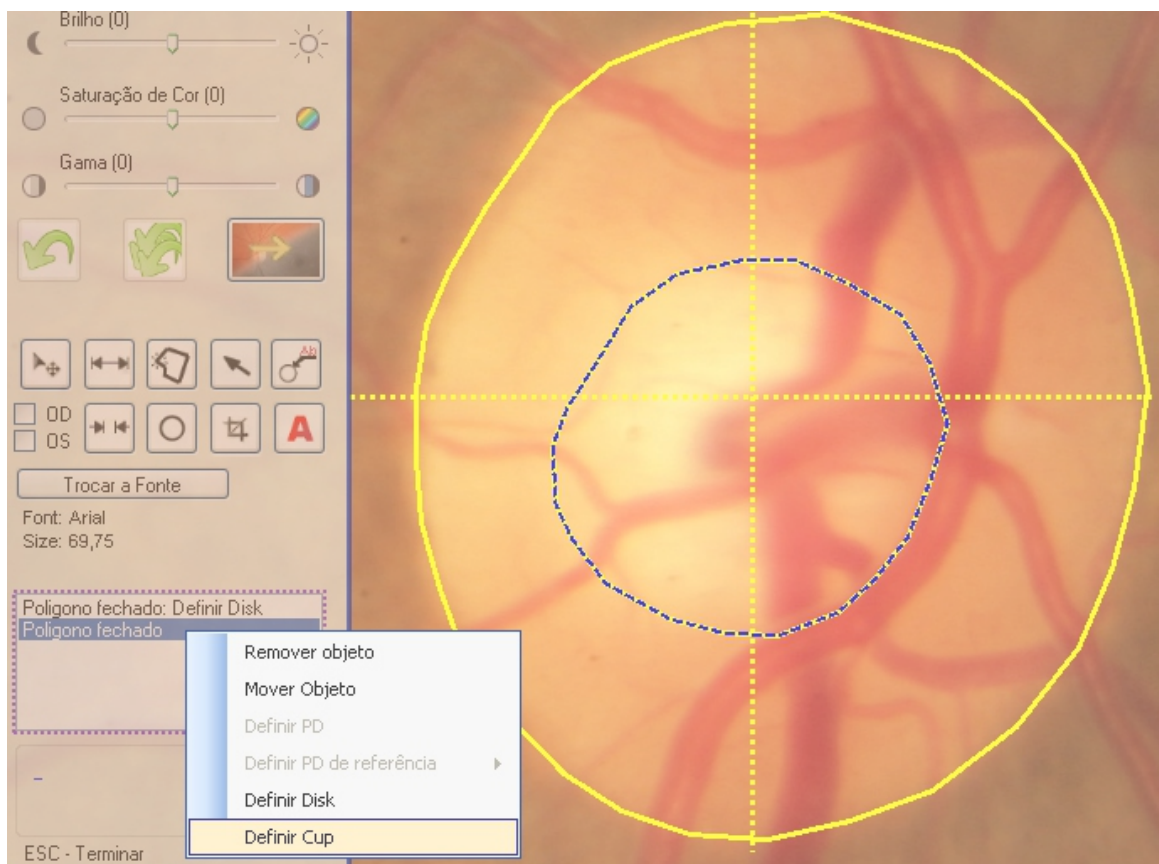 Brilho (0)
Saturação de Cor (0)
Gama (0)
Ab
OD
OS
A
Trocar a Fonte
Font: Arial
Size: 69,75
Poligono fechado: Definir Disk
Poligono fechado
Remover objeto
Mover Objeto
Definir PD
Definir PD de referência
Definir Disk
Definir Cup
ESC - Terminar